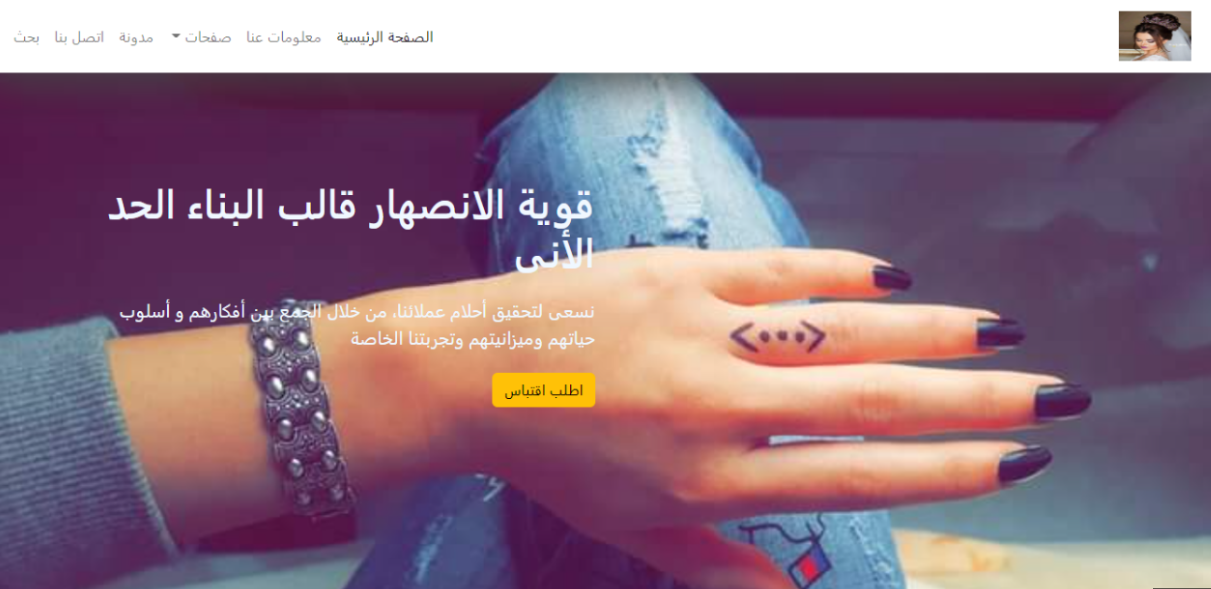 الصفحة الرئيسية معلومات عنا صفحات مدونة اتصل بنا بحث
قوية الانصهار قالب البناء الحد
الأنى
نسعى لتحقيق أحلام عملائنا، من خلال الجمع بين أفكارهم و أسلوب
حياتهم وميزانيتهم وتجربتنا الخاصة
اطلب اقتباس